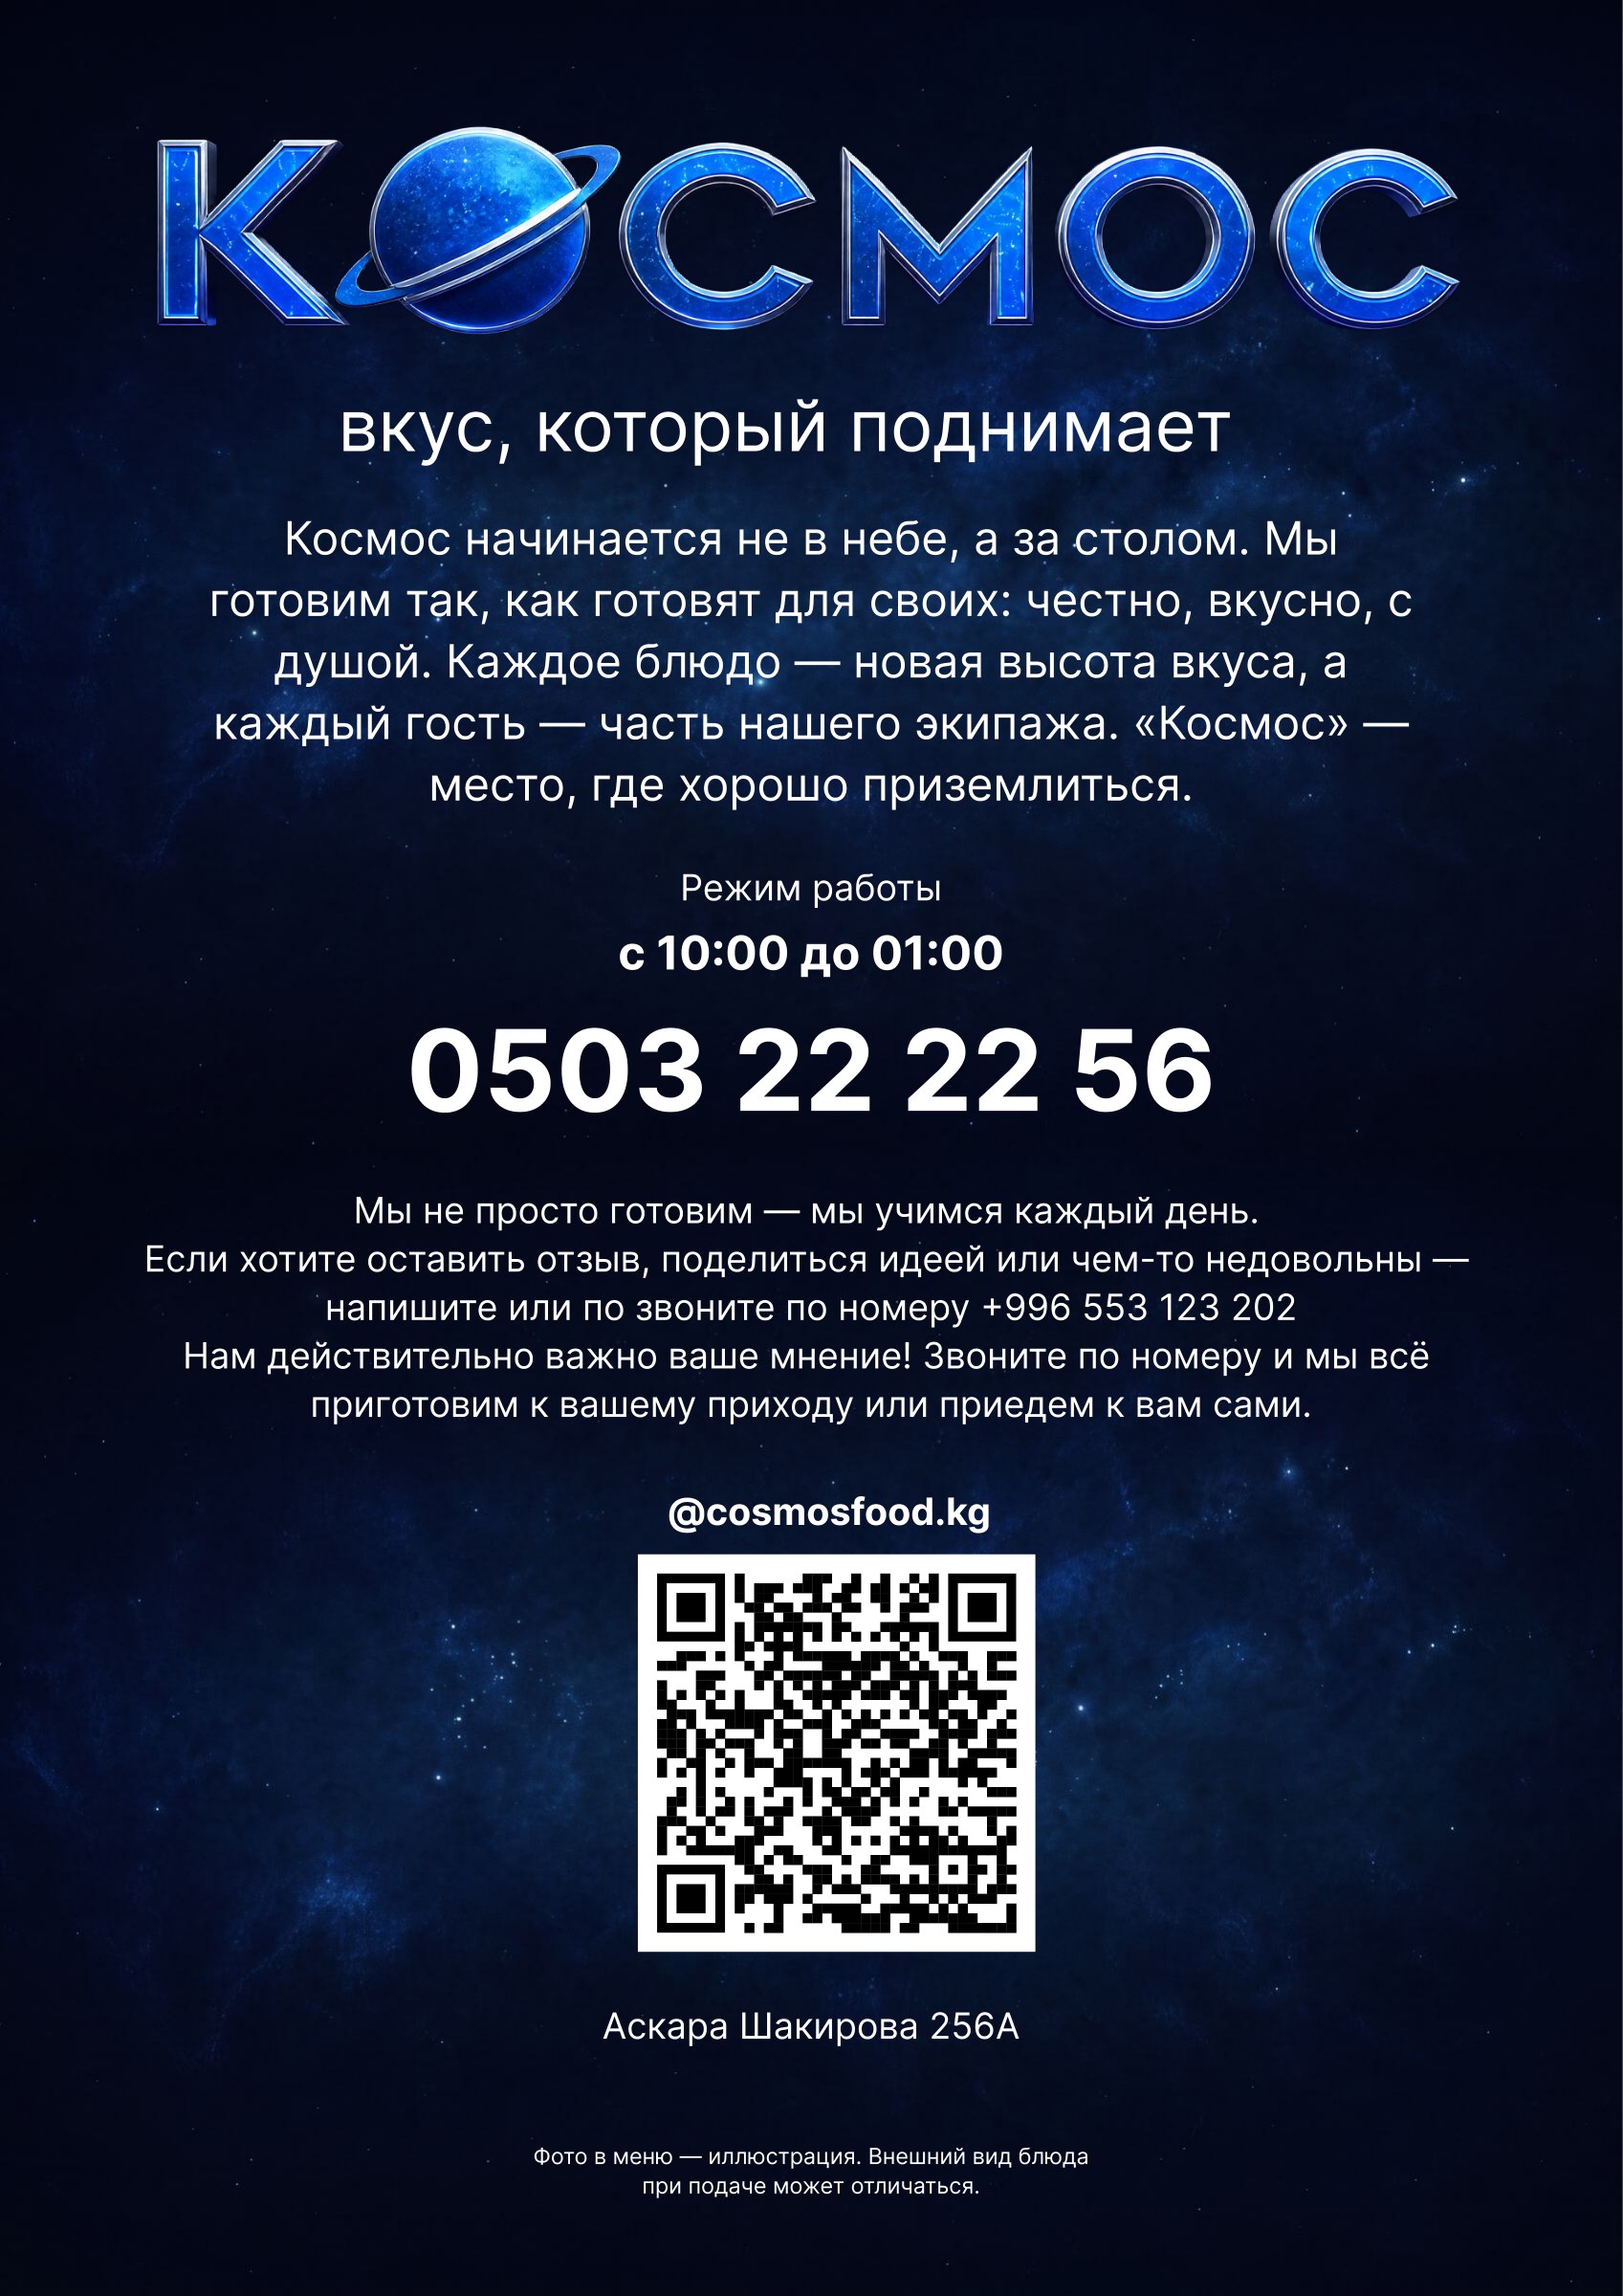 КОСМОС
вкус, который поднимает
Космос начинается не в небе, а за столом. Мы
готовим так, как готовят для своих: честно, вкусно, с
душой. Каждое блюдо — новая высота вкуса, а
каждый гость — часть нашего экипажа. «Космос» —
место, где хорошо приземлиться.
Режим работы
с 10:00 до 01:00
0503 22 22 56
Мы не просто готовим — мы учимся каждый день.
Если хотите оставить отзыв, поделиться идеей или чем-то недовольны —
напишите или по звоните по номеру +996 553 123 202
Нам действительно важно ваше мнение! Звоните по номеру и мы всё
приготовим к вашему приходу или приедем к вам сами.
@cosmosfood.kg
Аскара Шакирова 256А
Фото в меню — иллюстрация. Внешний вид блюда
при подаче может отличаться.